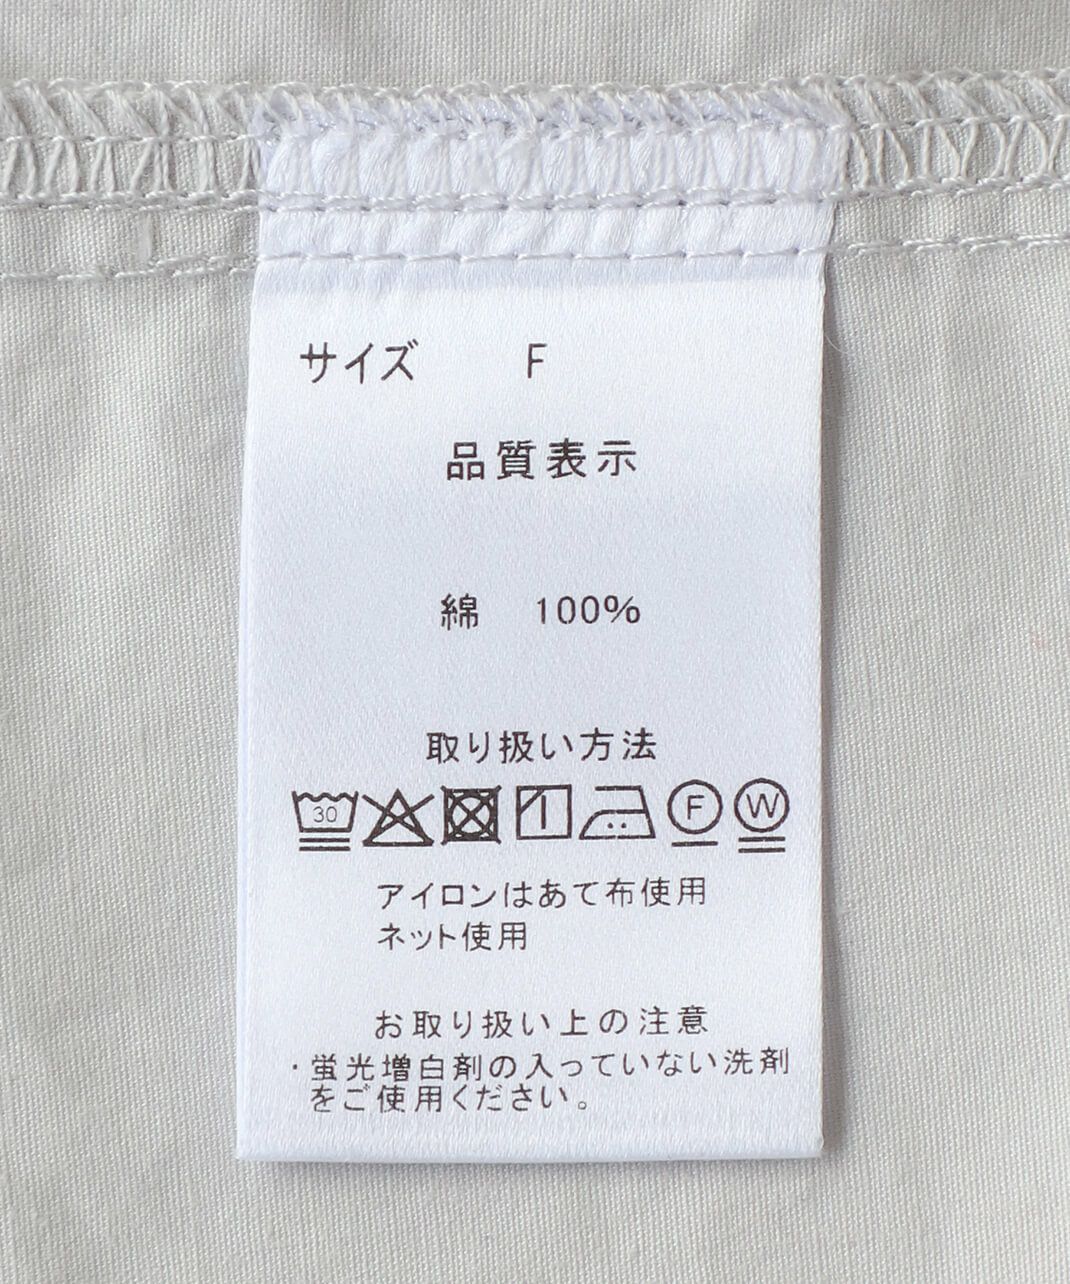 サイズ F
品質表示
綿 100%
取り扱い方法
30 F W
アイロンはあて布使用
ネット使用
お取り扱い上の注意
・蛍光増白剤の入っていない洗剤
をご使用ください。